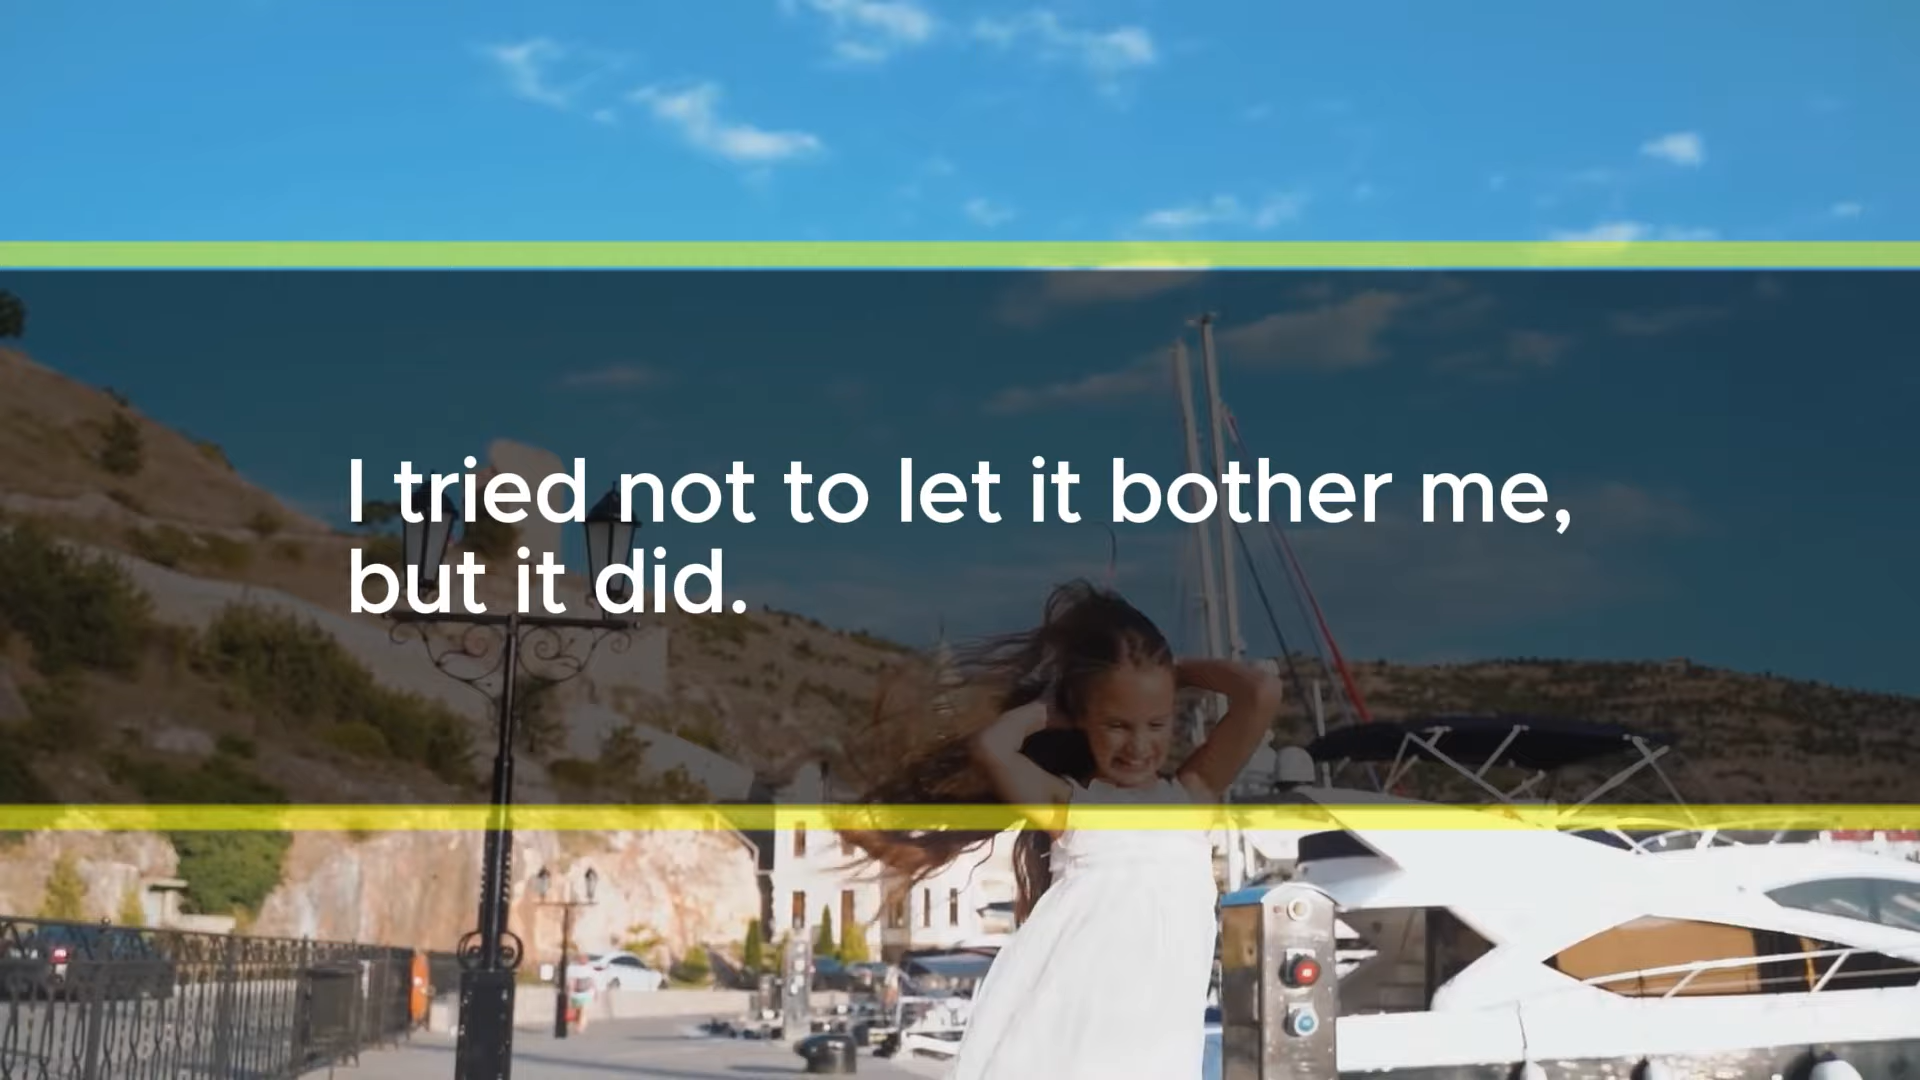 I tried not to let it bother me,
but it did.